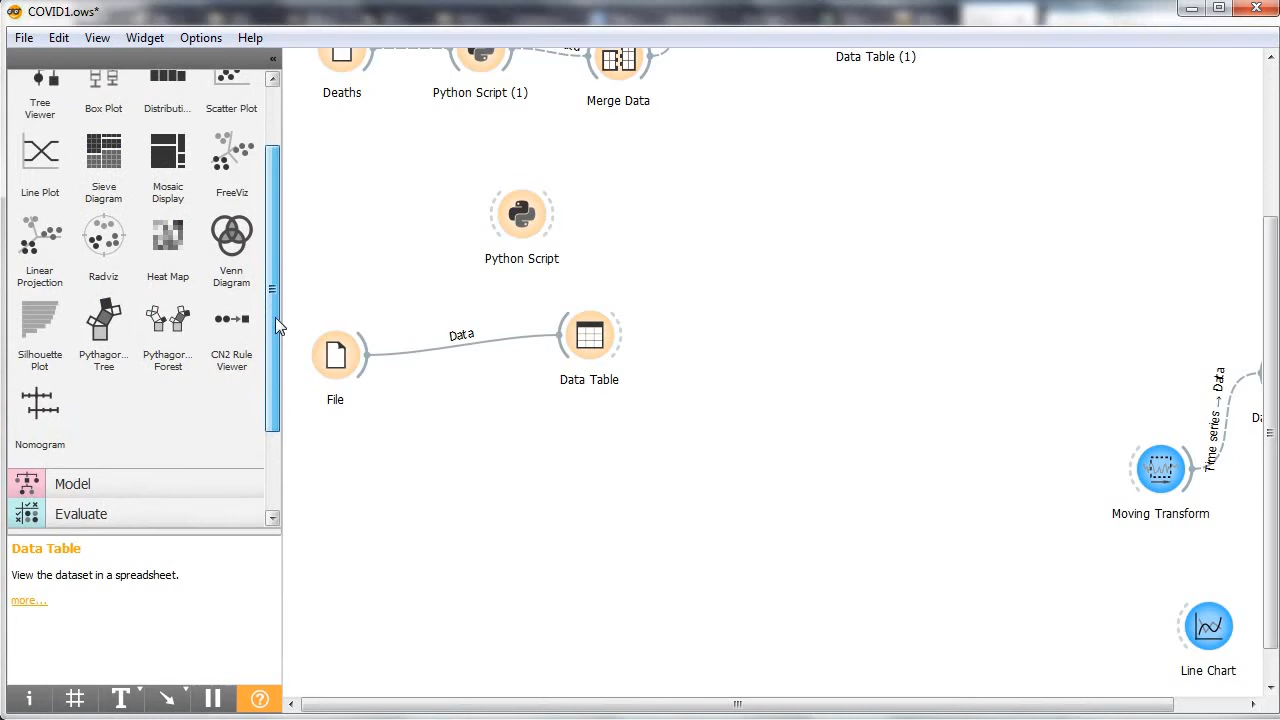 COVID1.ows*
File Edit View Widget Options Help
«
Tree Viewer
Box Plot
Distributi...
Scatter Plot
Line Plot
Sieve Diagram
Mosaic Display
FreeViz
Linear Projection
Radviz
Heat Map
Venn Diagram
Silhouette Plot
Pythagor... Tree
Pythagor... Forest
CN2 Rule Viewer
Nomogram
Model
Evaluate
Data Table
View the dataset in a spreadsheet.
more...
Deaths
Python Script (1)
Merge Data
Data Table (1)
Python Script
Data
File
Data Table
Time series → Data
Da
Moving Transform
Line Chart